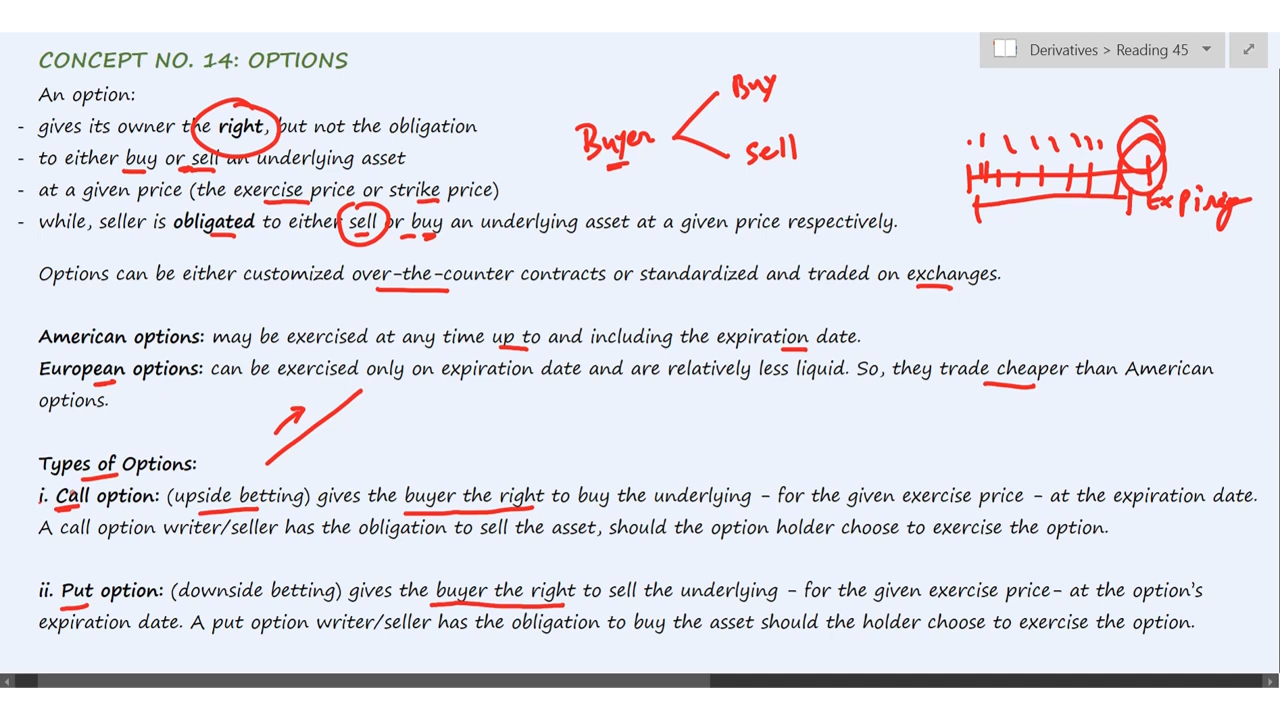 CONCEPT NO. 14: OPTIONS
Derivatives > Reading 45
An option:
- gives its owner the right, but not the obligation
- to either buy or sell an underlying asset
- at a given price (the exercise price or strike price)
- while, seller is obligated to either sell or buy an underlying asset at a given price respectively.
Buyer
Buy
Sell
Expiry
Options can be either customized over-the-counter contracts or standardized and traded on exchanges.
American options: may be exercised at any time up to and including the expiration date.
European options: can be exercised only on expiration date and are relatively less liquid. So, they trade cheaper than American
options.
Types of Options:
i. Call option: (upside betting) gives the buyer the right to buy the underlying – for the given exercise price – at the expiration date.
A call option writer/seller has the obligation to sell the asset, should the option holder choose to exercise the option.
ii. Put option: (downside betting) gives the buyer the right to sell the underlying – for the given exercise price– at the option's
expiration date. A put option writer/seller has the obligation to buy the asset should the holder choose to exercise the option.